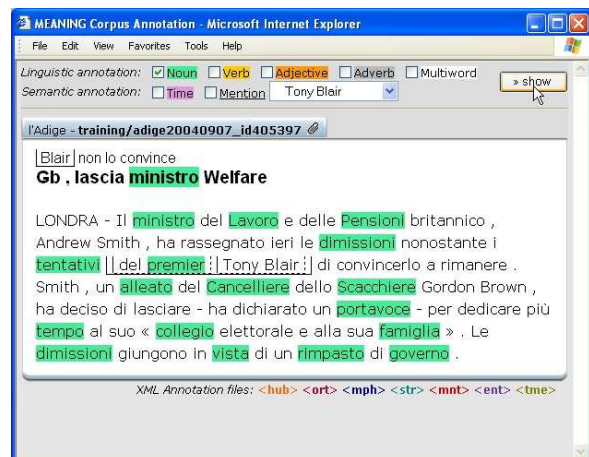 MEANING Corpus Annotation - Microsoft Internet Explorer
File Edit View Favorites Tools Help
Linguistic annotation: Noun Verb Adjective Adverb Multiword
» show
Semantic annotation: Time Mention Tony Blair
l'Adige - training/adige20040907_id405397
Blair non lo convince
Gb , lascia ministro Welfare
LONDRA - Il ministro del Lavoro e delle Pensioni britannico ,
Andrew Smith , ha rassegnato ieri le dimissioni nonostante i
tentativi del premier Tony Blair di convincerlo a rimanere .
Smith , un alleato del Cancelliere dello Scacchiere Gordon Brown ,
ha deciso di lasciare - ha dichiarato un portavoce - per dedicare più
tempo al suo « collegio elettorale e alla sua famiglia » . Le
dimissioni giungono in vista di un rimpasto di governo .
XML Annotation files: <hub> <ort> <mph> <str> <mnt> <ent> <tme>